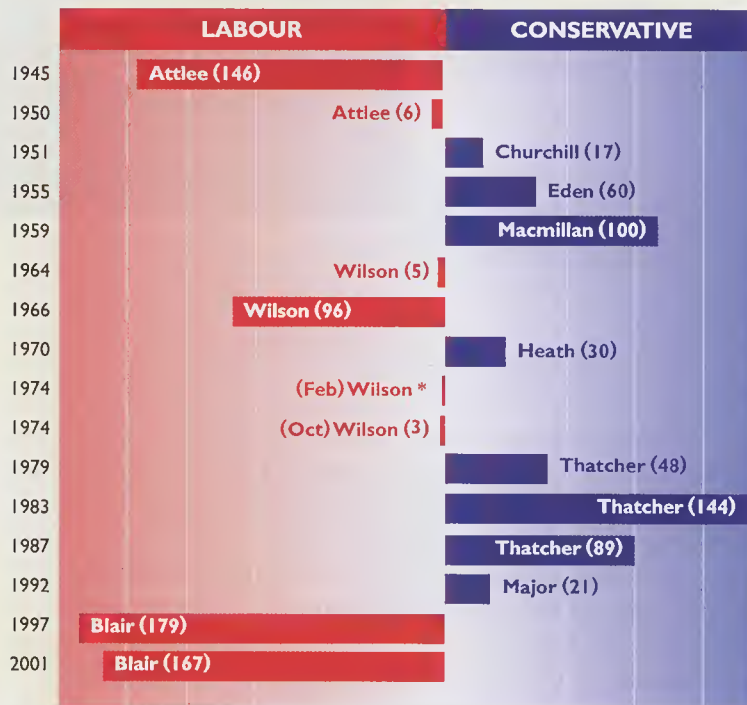 LABOUR CONSERVATIVE
1945 Attlee (146)
1950 Attlee (6)
1951 Churchill (17)
1955 Eden (60)
1959 Macmillan (100)
1964 Wilson (5)
1966 Wilson (96)
1970 Heath (30)
1974 (Feb) Wilson *
1974 (Oct) Wilson (3)
1979 Thatcher (48)
1983 Thatcher (144)
1987 Thatcher (89)
1992 Major (21)
1997 Blair (179)
2001 Blair (167)